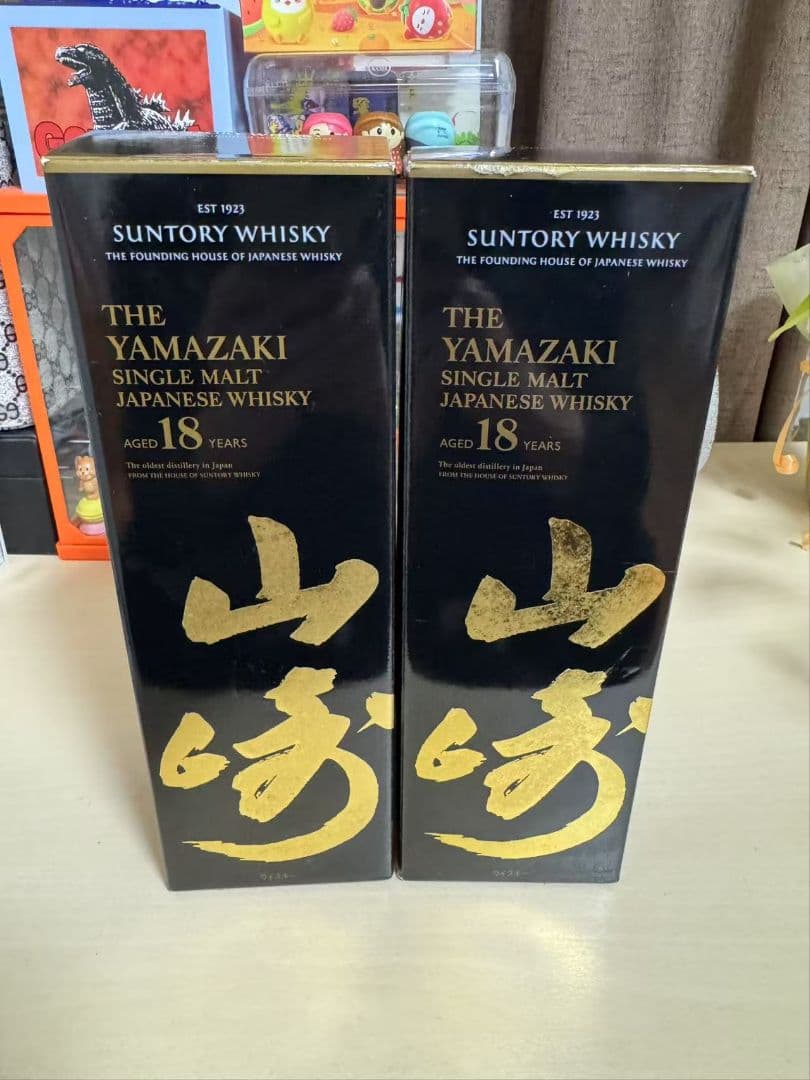 EST 1923
SUNTORY WHISKY
THE FOUNDING HOUSE OF JAPANESE WHISKY
THE
YAMAZAKI
SINGLE MALT
JAPANESE WHISKY
AGED 18 YEARS
The oldest distillery in Japan
FROM THE HOUSE OF SUNTORY WHISKY
山崎
ウイスキー
EST 1923
SUNTORY WHISKY
THE FOUNDING HOUSE OF JAPANESE WHISKY
THE
YAMAZAKI
SINGLE MALT
JAPANESE WHISKY
AGED 18 YEARS
The oldest distillery in Japan
FROM THE HOUSE OF SUNTORY WHISKY
山崎
ウイスキー